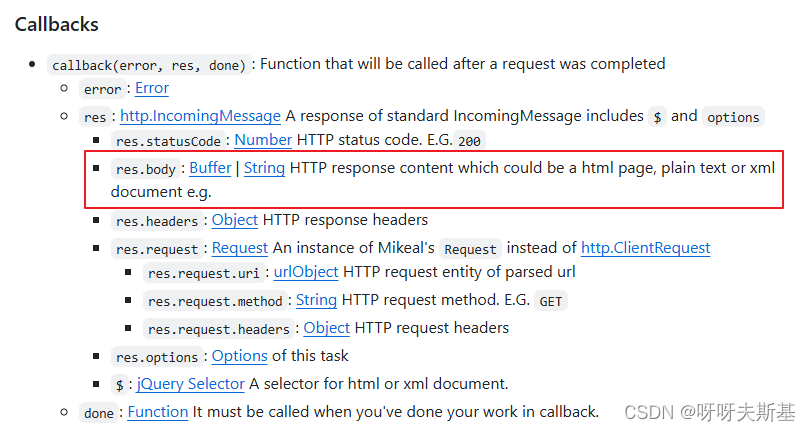 Callbacks
callback(error, res, done) : Function that will be called after a request was completed
error : Error
res : http.IncomingMessage A response of standard IncomingMessage includes $ and options
res.statusCode : Number HTTP status code. E.G. 200
res.body : Buffer | String HTTP response content which could be a html page, plain text or xml
document e.g.
res.headers : Object HTTP response headers
res.request : Request An instance of Mikeal's Request instead of http.ClientRequest
res.request.uri : urlObject HTTP request entity of parsed url
res.request.method : String HTTP request method. E.G. GET
res.request.headers : Object HTTP request headers
res.options : Options of this task
$ : jQuery Selector A selector for html or xml document.
done : Function It must be called when you've done your work in callback.
CSDN @呀呀夫斯基